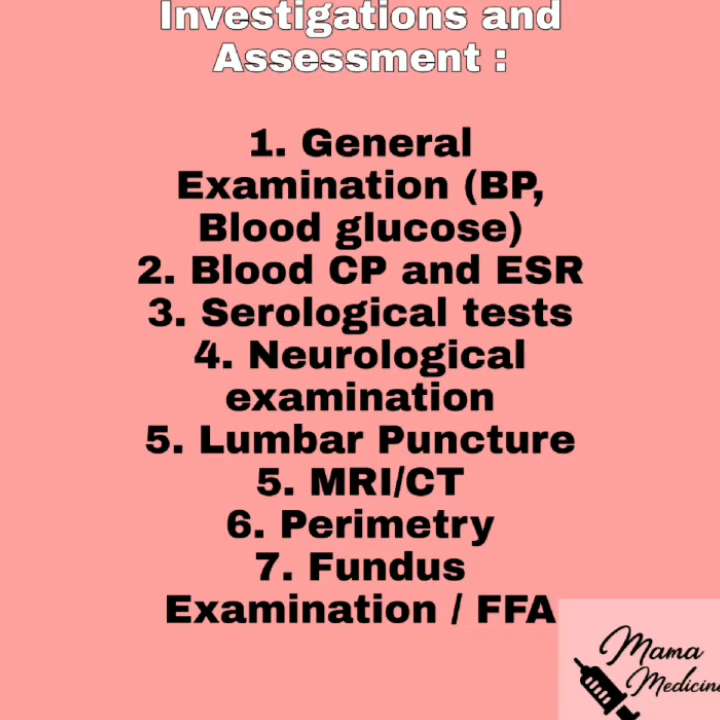 Investigations and
Assessment :
1. General
Examination (BP,
Blood glucose)
2. Blood CP and ESR
3. Serological tests
4. Neurological
examination
5. Lumbar Puncture
5. MRI/CT
6. Perimetry
7. Fundus
Examination / FFA
Mama
Medicine